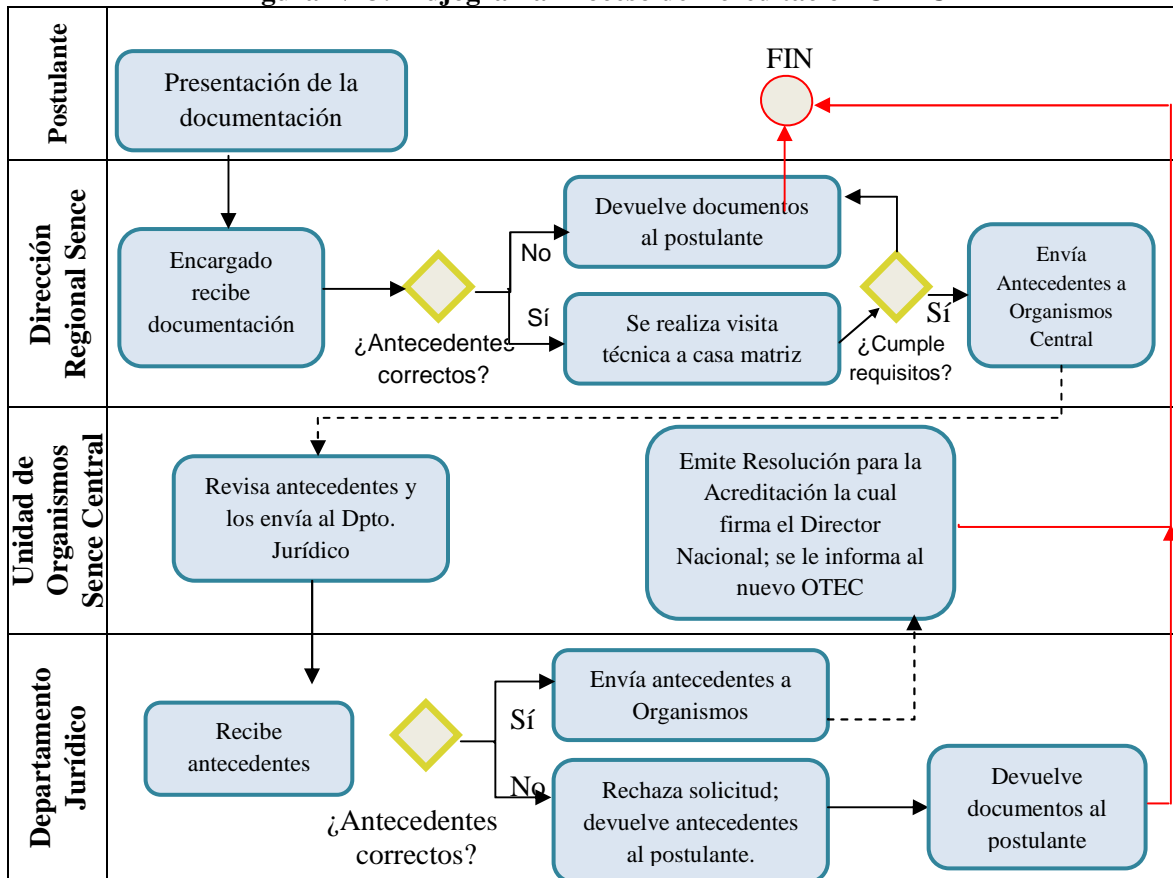 Postulante
Presentación de la
documentación
FIN
Dirección
Regional Sence
Encargado
recibe
documentación
¿Antecedentes
correctos?
No
Sí
Devuelve documentos
al postulante
Se realiza visita
técnica a casa matriz
¿Cumple
requisitos?
Sí
Envía
Antecedentes a
Organismos
Central
Unidad de
Organismos
Sence Central
Revisa antecedentes y
los envía al Dpto.
Jurídico
Emite Resolución para la
Acreditación la cual
firma el Director
Nacional; se le informa al
nuevo OTEC
Departamento
Jurídico
Recibe
antecedentes
¿Antecedentes
correctos?
Sí
No
Envía antecedentes a
Organismos
Rechaza solicitud;
devuelve antecedentes
al postulante.
Devuelve
documentos al
postulante